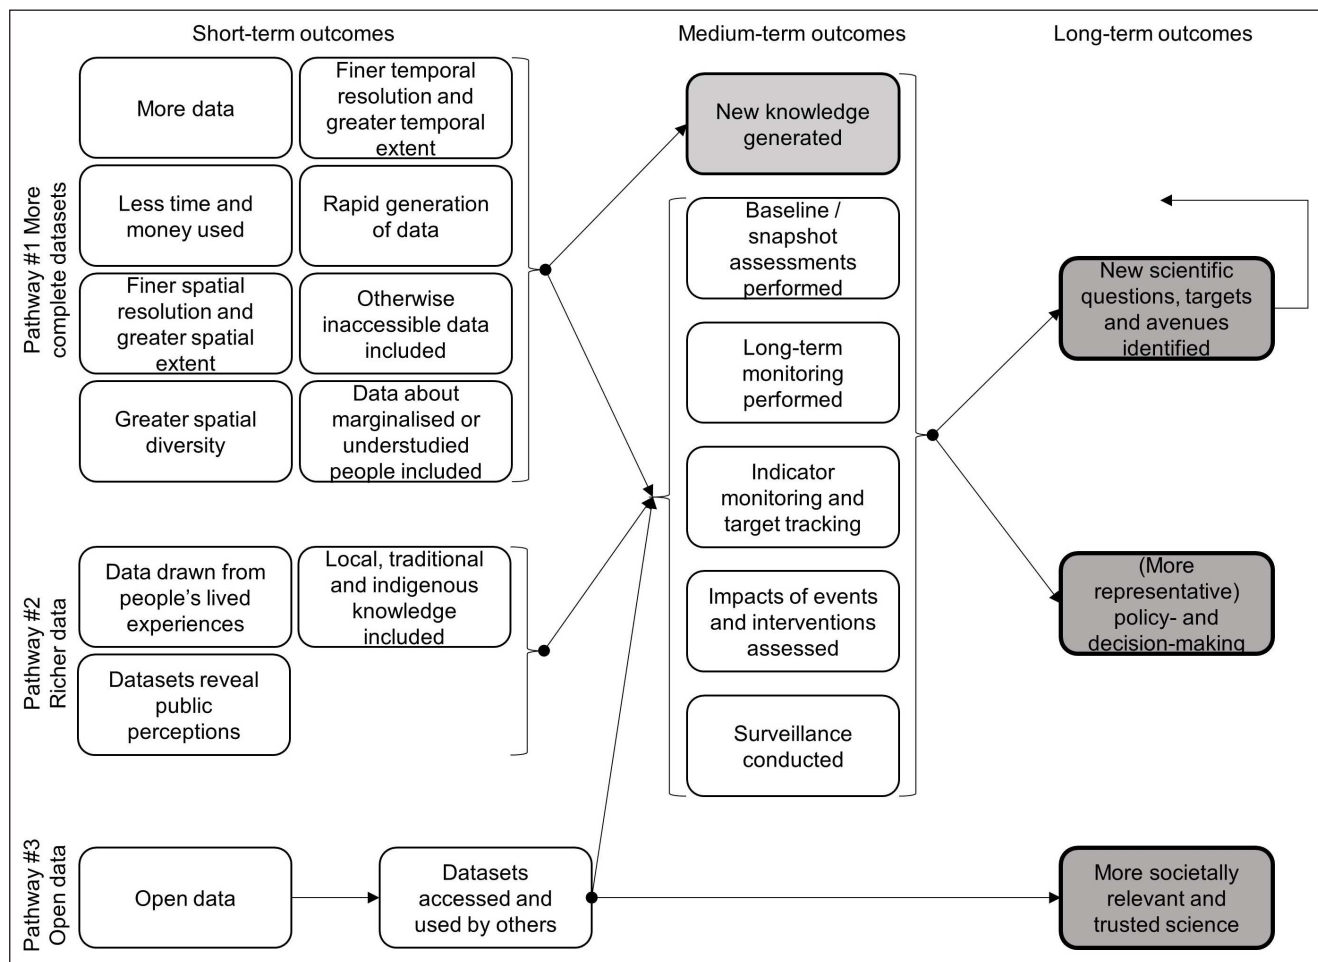 Short-term outcomes
Medium-term outcomes
Long-term outcomes
Pathway #1 More
complete datasets
More data
Finer temporal
resolution and
greater temporal
extent
Less time and
money used
Rapid generation
of data
Finer spatial
resolution and
greater spatial
extent
Otherwise
inaccessible data
included
Greater spatial
diversity
Data about
marginalised or
understudied
people included
Pathway #2
Richer data
Data drawn from
people's lived
experiences
Local, traditional
and indigenous
knowledge
included
Datasets reveal
public
perceptions
Pathway #3
Open data
Open data
Datasets
accessed and
used by others
New knowledge
generated
Baseline /
snapshot
assessments
performed
Long-term
monitoring
performed
Indicator
monitoring and
target tracking
Impacts of events
and interventions
assessed
Surveillance
conducted
New scientific
questions, targets
and avenues
identified
(More
representative)
policy- and
decision-making
More societally
relevant and
trusted science